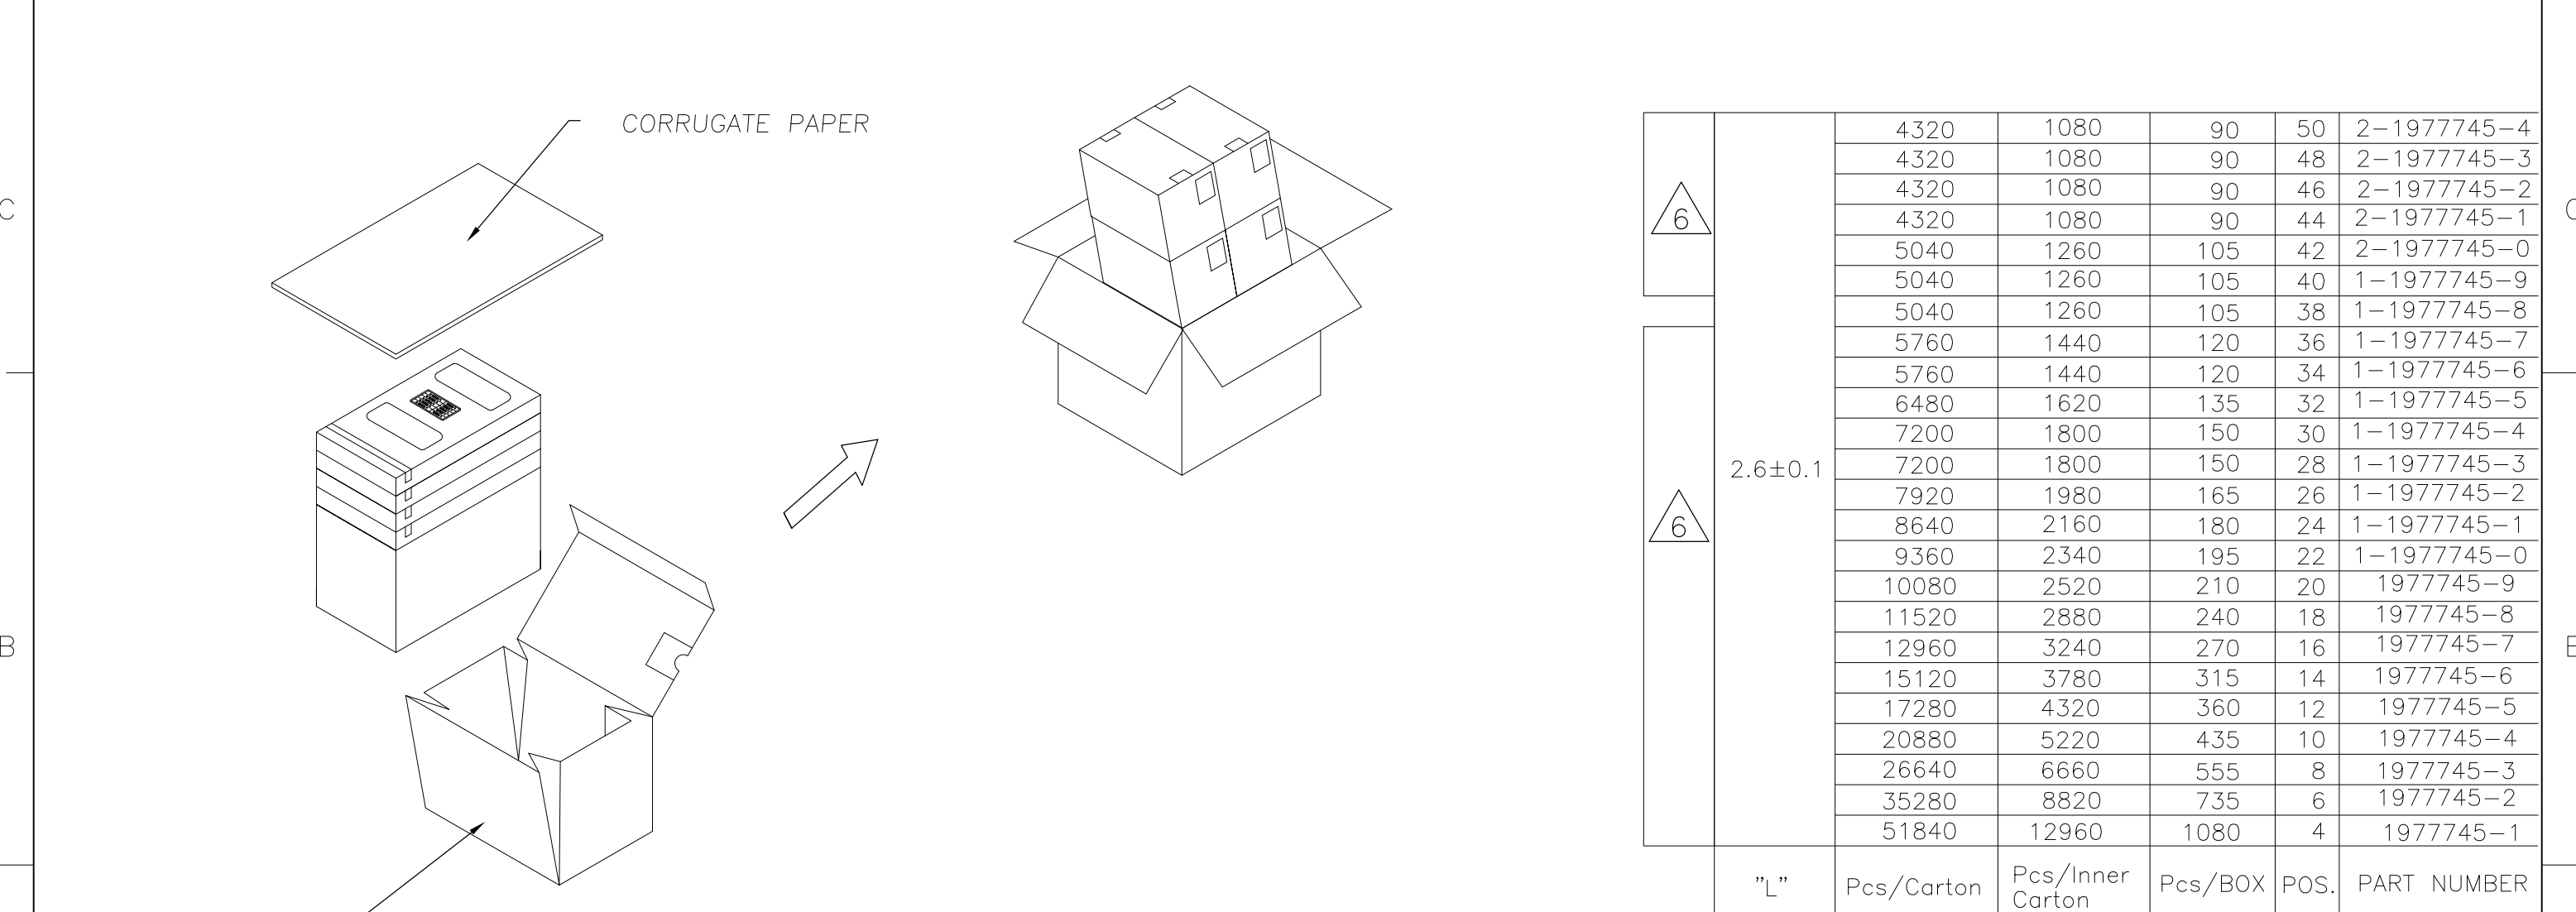 CORRUGATE PAPER
C
B
4320 1080 90 50 2-1977745-4
4320 1080 90 48 2-1977745-3
4320 1080 90 46 2-1977745-2
6
4320 1080 90 44 2-1977745-1
5040 1260 105 42 2-1977745-0
5040 1260 105 40 1-1977745-9
5040 1260 105 38 1-1977745-8
5760 1440 120 36 1-1977745-7
5760 1440 120 34 1-1977745-6
6480 1620 135 32 1-1977745-5
7200 1800 150 30 1-1977745-4
2.6±0.1 7200 1800 150 28 1-1977745-3
7920 1980 165 26 1-1977745-2
6
8640 2160 180 24 1-1977745-1
9360 2340 195 22 1-1977745-0
10080 2520 210 20 1977745-9
11520 2880 240 18 1977745-8
12960 3240 270 16 1977745-7
15120 3780 315 14 1977745-6
17280 4320 360 12 1977745-5
20880 5220 435 10 1977745-4
26640 6660 555 8 1977745-3
35280 8820 735 6 1977745-2
51840 12960 1080 4 1977745-1
"L" Pcs/Carton Pcs/Inner Carton Pcs/BOX POS. PART NUMBER